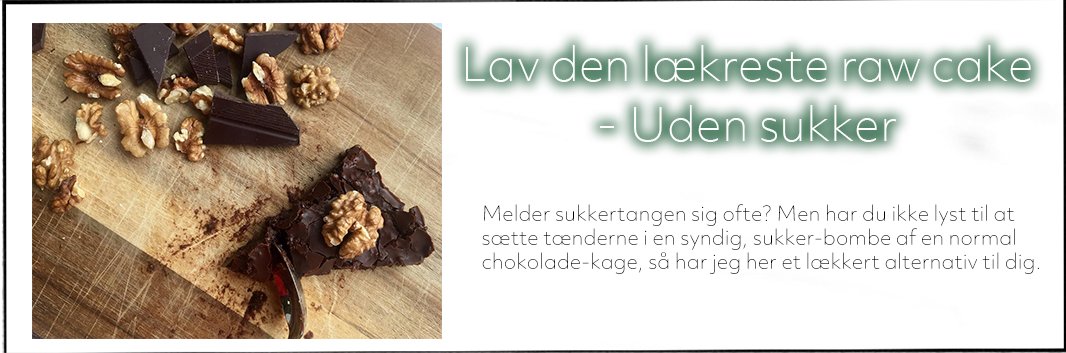 Lav den lækreste raw cake
- Uden sukker
Melder sukkertangen sig ofte? Men har du ikke lyst til at
sætte tænderne i en syndig, sukker-bombe af en normal
chokolade-kage, så har jeg her et lækkert alternativ til dig.